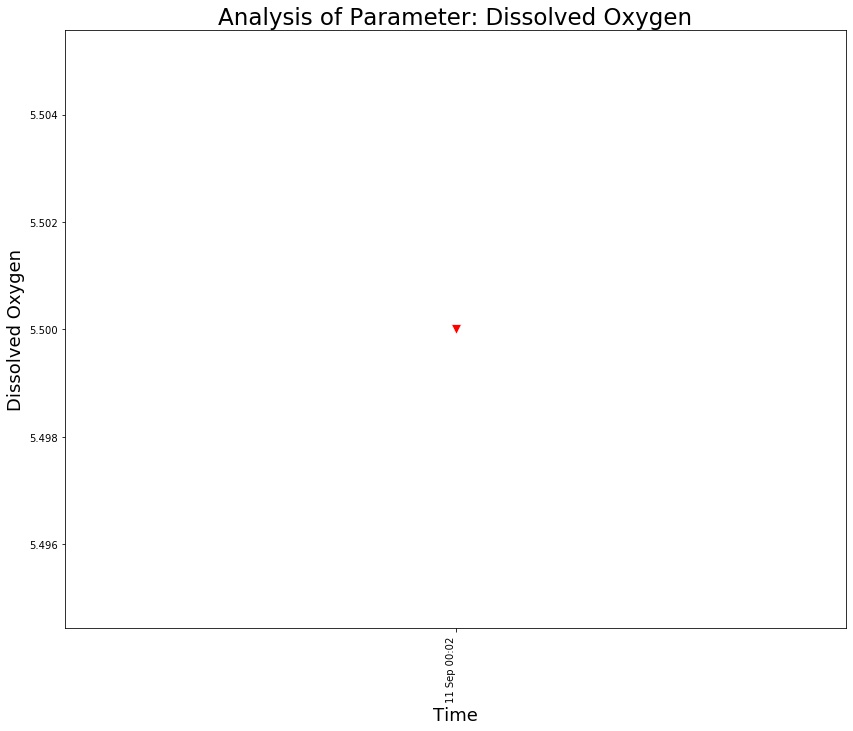 Analysis of Parameter: Dissolved Oxygen
5.504
5.502
5.500
5.498
5.496
Dissolved Oxygen
11 Sep 00:02
Time